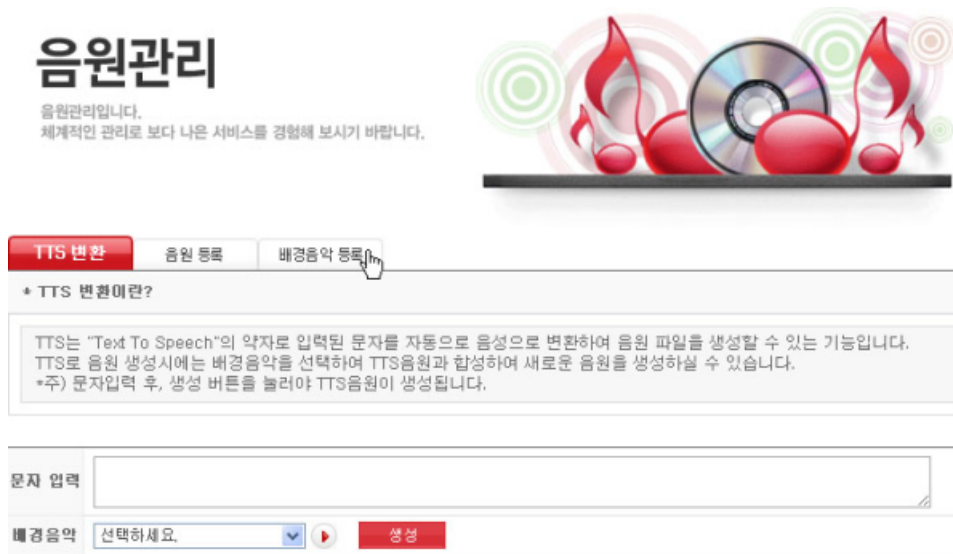 음원관리
음원관리입니다.
체계적인 관리로 보다 나은 서비스를 경험해 보시기 바랍니다.
TTS 변환 음원 등록 배경음악 등록
* TTS 변환이란?
TTS는 "Text To Speech"의 약자로 입력된 문자를 자동으로 음성으로 변환하여 음원 파일을 생성할 수 있는 기능입니다.
TTS로 음원 생성시에는 배경음악을 선택하여 TTS음원과 합성하여 새로운 음원을 생성하실 수 있습니다.
*주) 문자입력 후, 생성 버튼을 눌러야 TTS음원이 생성됩니다.
문자 입력
배경음악 선택하세요. 생성